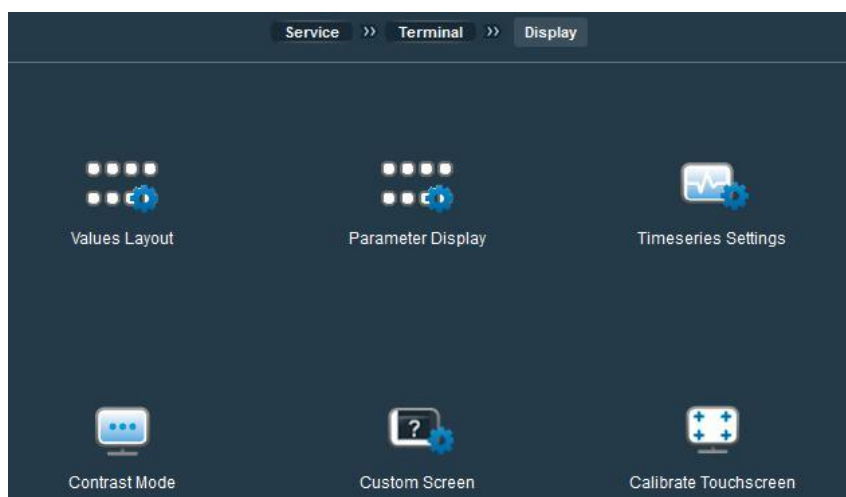 Service >> Terminal >> Display
Values Layout Parameter Display Timeseries Settings
?
Contrast Mode Custom Screen Calibrate Touchscreen